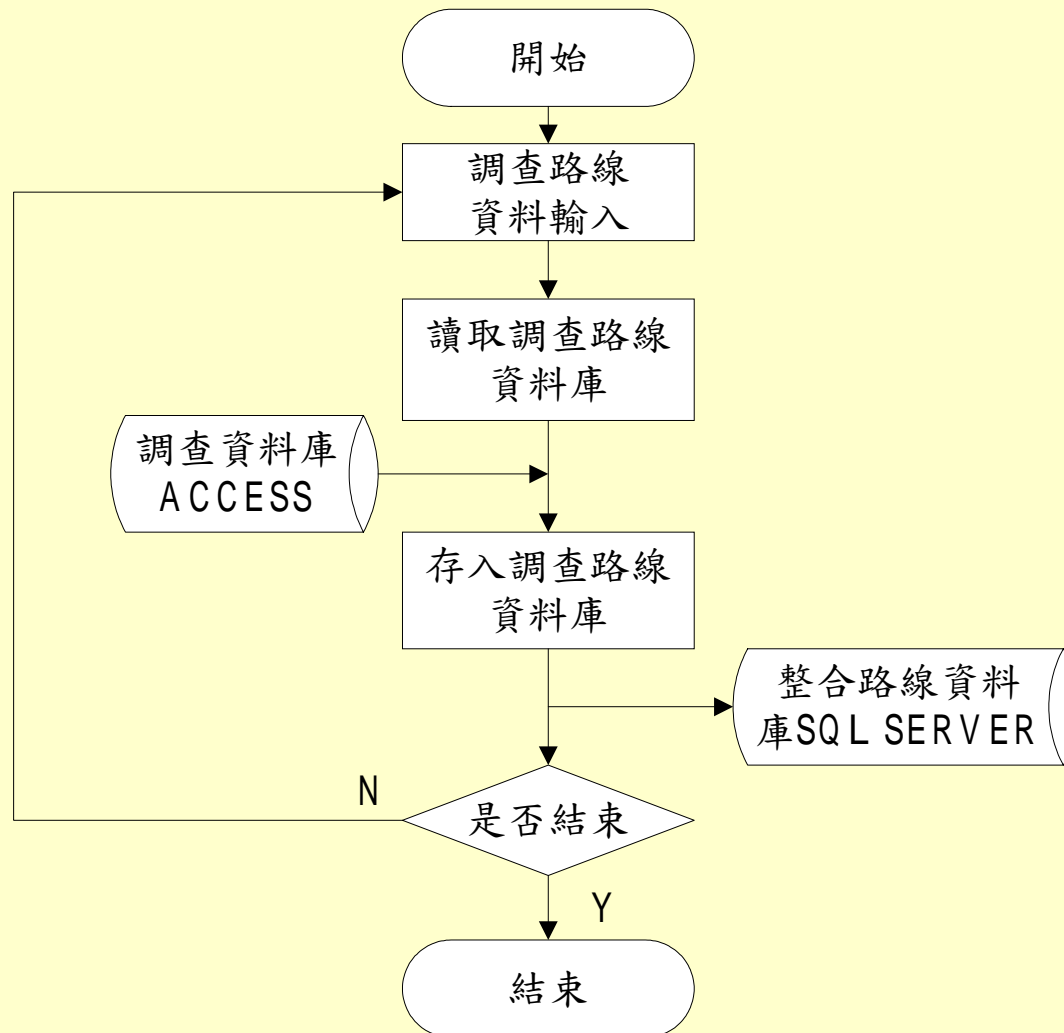 開始
調查路線
資料輸入
讀取調查路線
資料庫
調查資料庫
ACCESS
存入調查路線
資料庫
整合路線資料
庫SQL SERVER
N
是否結束
Y
結束